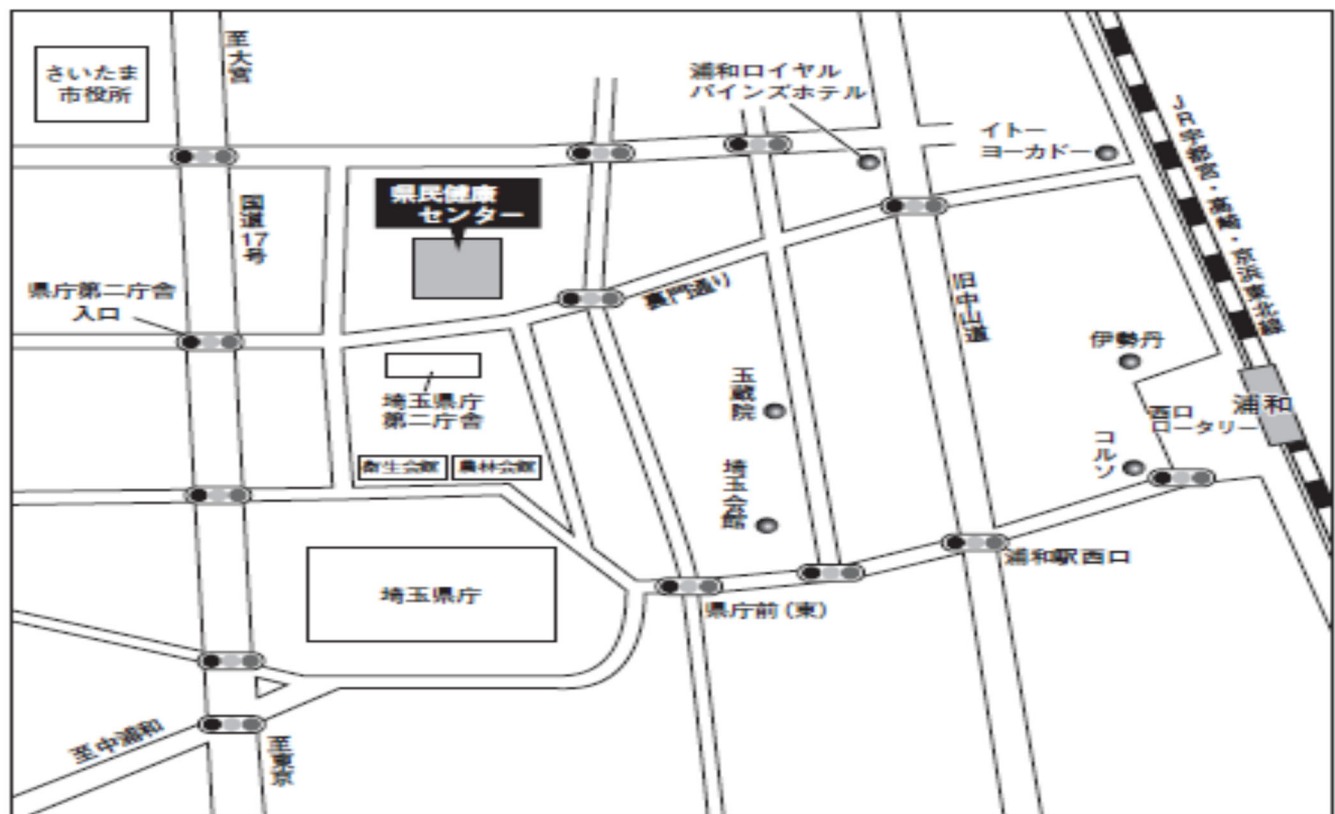 至大宮
さいたま
市役所
浦和ロイヤル
パインズホテル
イトー
ヨーカドー
JR宇都宮・高崎・京浜東北線
県民健康
センター
国道17号
県庁第二庁舎
入口
裏門通り
旧中山道
伊勢丹
埼玉県庁
第二庁舎
玉蔵院
西口
ロータリー
浦和
コルソ
衛生会館
農林会館
埼玉会館
浦和駅西口
埼玉県庁
県庁前(東)
至中浦和
至東京